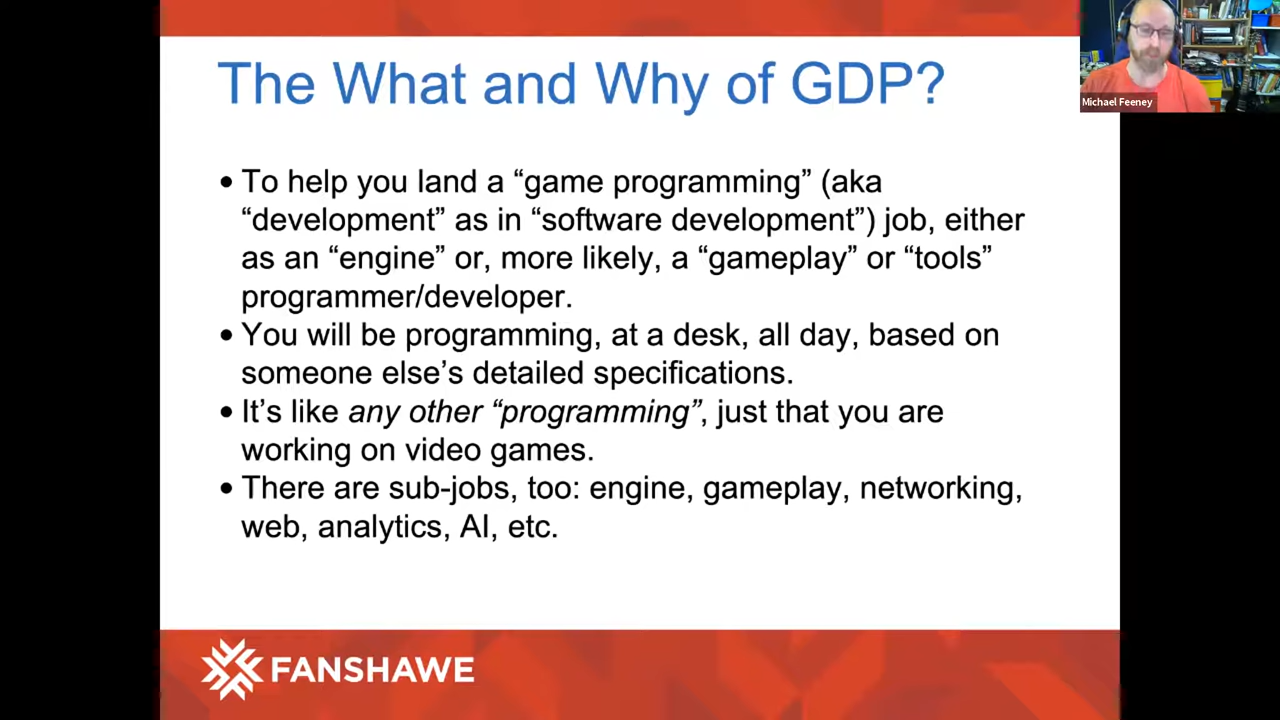 The What and Why of GDP?
Michael Feeney
• To help you land a “game programming” (aka
“development” as in “software development”) job, either
as an “engine” or, more likely, a “gameplay” or “tools”
programmer/developer.
• You will be programming, at a desk, all day, based on
someone else’s detailed specifications.
• It’s like any other “programming”, just that you are
working on video games.
• There are sub-jobs, too: engine, gameplay, networking,
web, analytics, AI, etc.
FANSHAWE